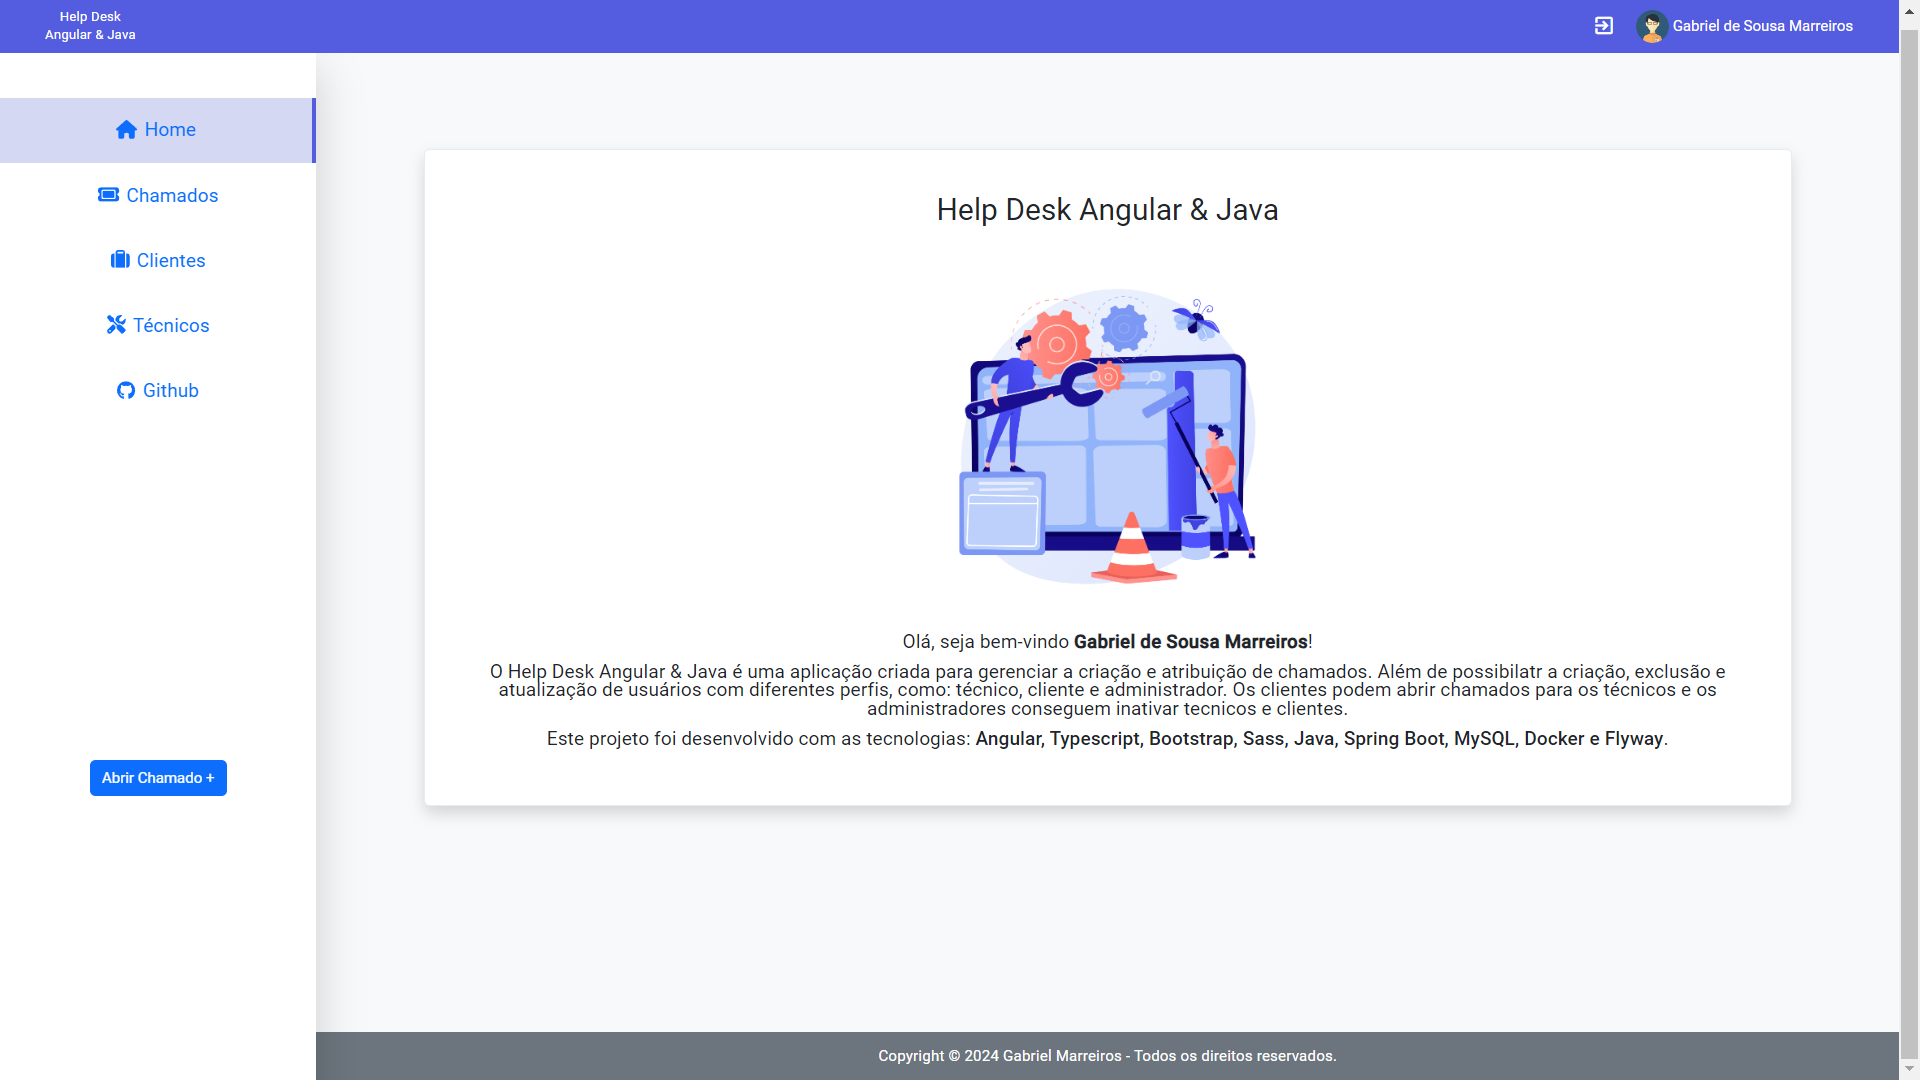 Help Desk
Angular & Java
Gabriel de Sousa Marreiros
Home
Chamados
Clientes
Técnicos
Github
Abrir Chamado +
Help Desk Angular & Java
Olá, seja bem-vindo Gabriel de Sousa Marreiros!
O Help Desk Angular & Java é uma aplicação criada para gerenciar a criação e atribuição de chamados. Além de possibilatr a criação, exclusão e
atualização de usuários com diferentes perfis, como: técnico, cliente e administrador. Os clientes podem abrir chamados para os técnicos e os
administradores conseguem inativar tecnicos e clientes.
Este projeto foi desenvolvido com as tecnologias: Angular, Typescript, Bootstrap, Sass, Java, Spring Boot, MySQL, Docker e Flyway.
Copyright © 2024 Gabriel Marreiros - Todos os direitos reservados.